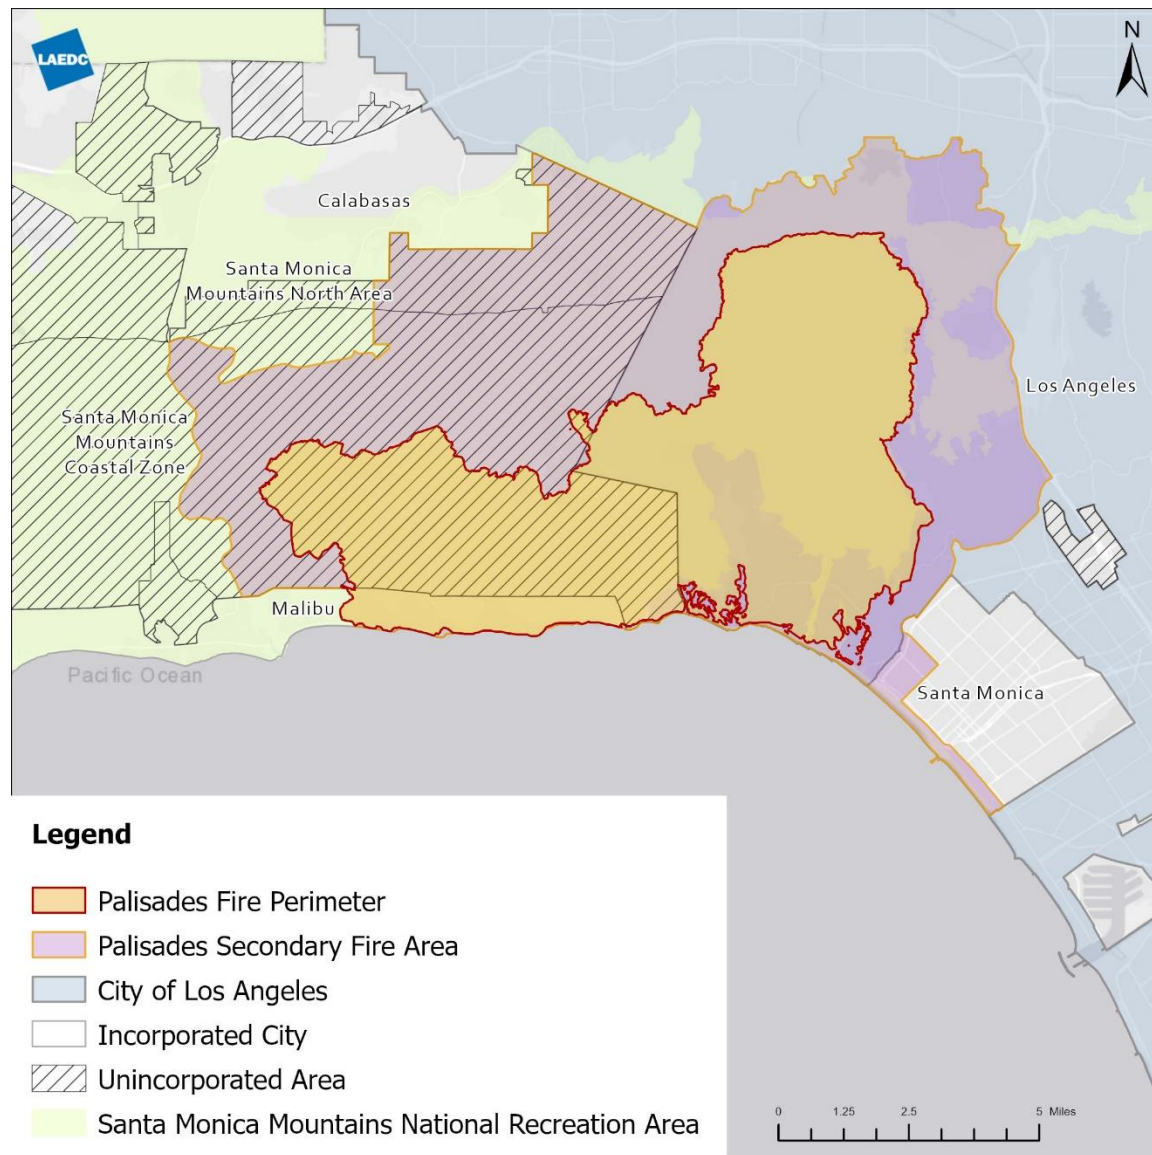 LAEDC
N
Calabasas
Santa Monica
Mountains North Area
Los Angeles
Santa Monica
Mountains
Coastal Zone
Malibu
Pacific Ocean
Santa Monica
Legend
Palisades Fire Perimeter
Palisades Secondary Fire Area
City of Los Angeles
Incorporated City
Unincorporated Area
Santa Monica Mountains National Recreation Area
0 1.25 2.5 5 Miles